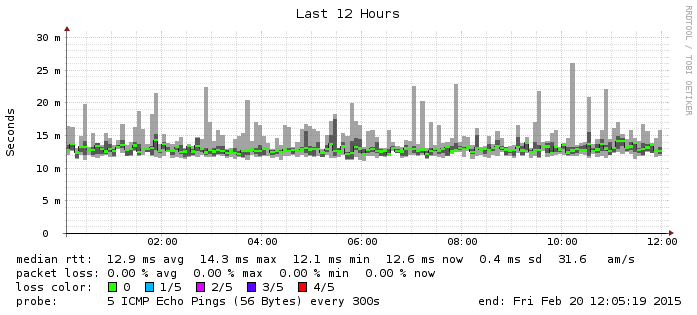 Last 12 Hours
RRDTOOL / TOBI OETIKER
Seconds
30 m
25 m
20 m
15 m
10 m
5 m
0
02:00 04:00 06:00 08:00 10:00 12:00
median rtt: 12.9 ms avg 14.3 ms max 12.1 ms min 12.6 ms now 0.4 ms sd 31.6 am/s
packet loss: 0.00 % avg 0.00 % max 0.00 % min 0.00 % now
loss color: 0 1/5 2/5 3/5 4/5
probe: 5 ICMP Echo Pings (56 Bytes) every 300s end: Fri Feb 20 12:05:19 2015